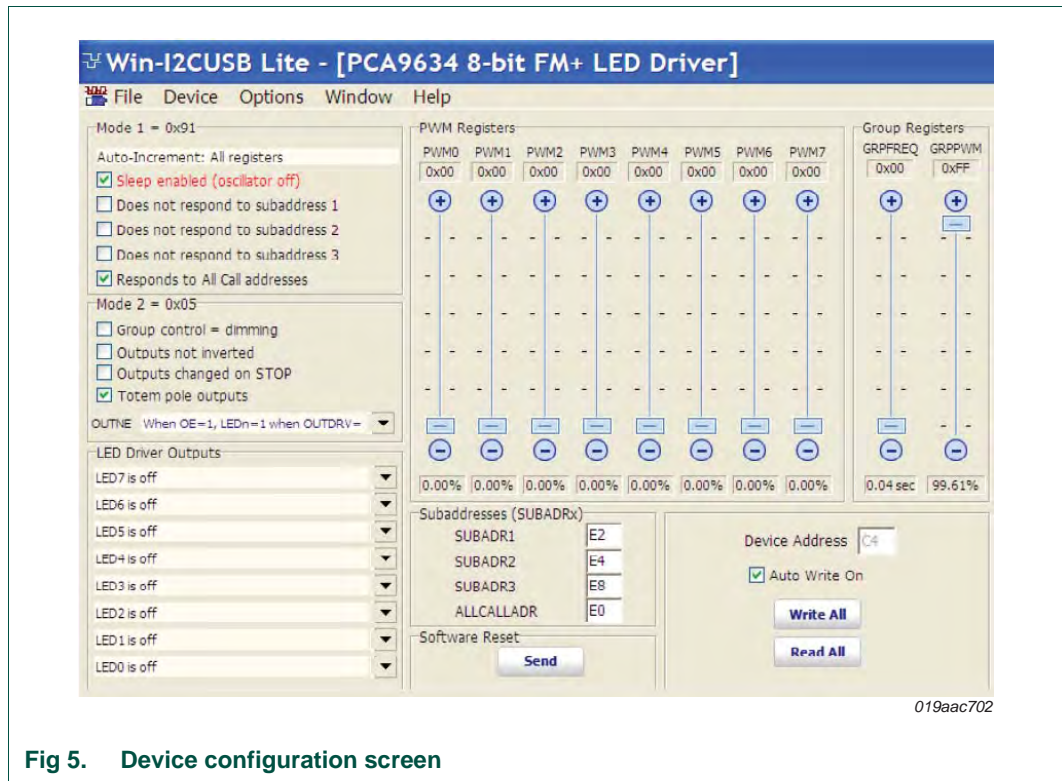 Win-I2CUSB Lite - [PCA9634 8-bit FM+ LED Driver]
File Device Options Window Help
Mode 1 = 0x91
Auto-Increment: All registers
Sleep enabled (oscillator off)
Does not respond to subaddress 1
Does not respond to subaddress 2
Does not respond to subaddress 3
Responds to All Call addresses
Mode 2 = 0x05
Group control = dimming
Outputs not inverted
Outputs changed on STOP
Totem pole outputs
OUTNE When OE=1, LEDn=1 when OUTDRV=
LED Driver Outputs
LED7 is off
LED6 is off
LED5 is off
LED4 is off
LED3 is off
LED2 is off
LED1 is off
LED0 is off
PWM Registers
PWM0 PWM1 PWM2 PWM3 PWM4 PWM5 PWM6 PWM7
0x00 0x00 0x00 0x00 0x00 0x00 0x00 0x00
0.00% 0.00% 0.00% 0.00% 0.00% 0.00% 0.00% 0.00%
Group Registers
GRPFREQ GRPPWM
0x00 0xFF
0.04 sec 99.61%
Subaddresses (SUBADRx)
SUBADR1 E2
SUBADR2 E4
SUBADR3 E8
ALLCALLADR E0
Software Reset
Send
Device Address C4
Auto Write On
Write All
Read All
019aac702
Fig 5. Device configuration screen